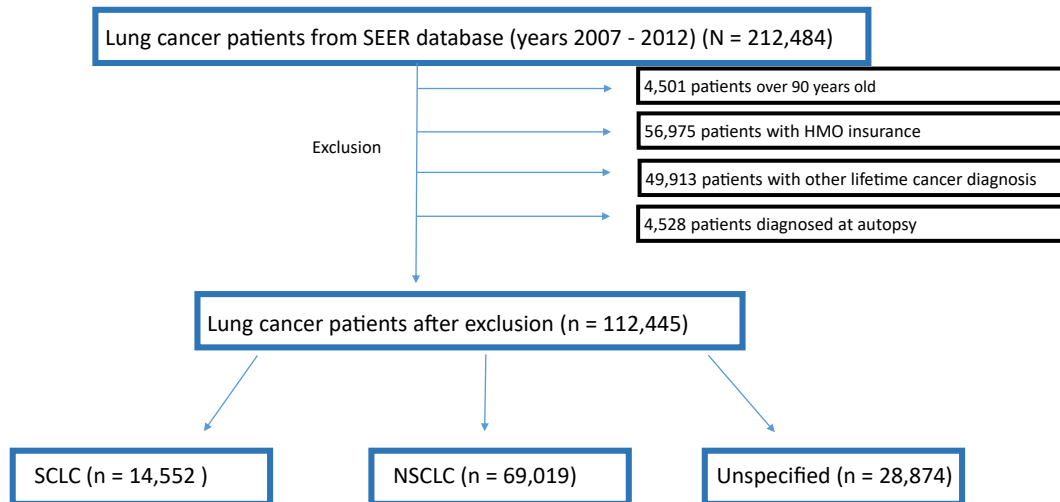 Lung cancer patients from SEER database (years 2007 - 2012) (N = 212,484)
4,501 patients over 90 years old
56,975 patients with HMO insurance
Exclusion
49,913 patients with other lifetime cancer diagnosis
4,528 patients diagnosed at autopsy
Lung cancer patients after exclusion (n = 112,445)
SCLC (n = 14,552 )
NSCLC (n = 69,019)
Unspecified (n = 28,874)